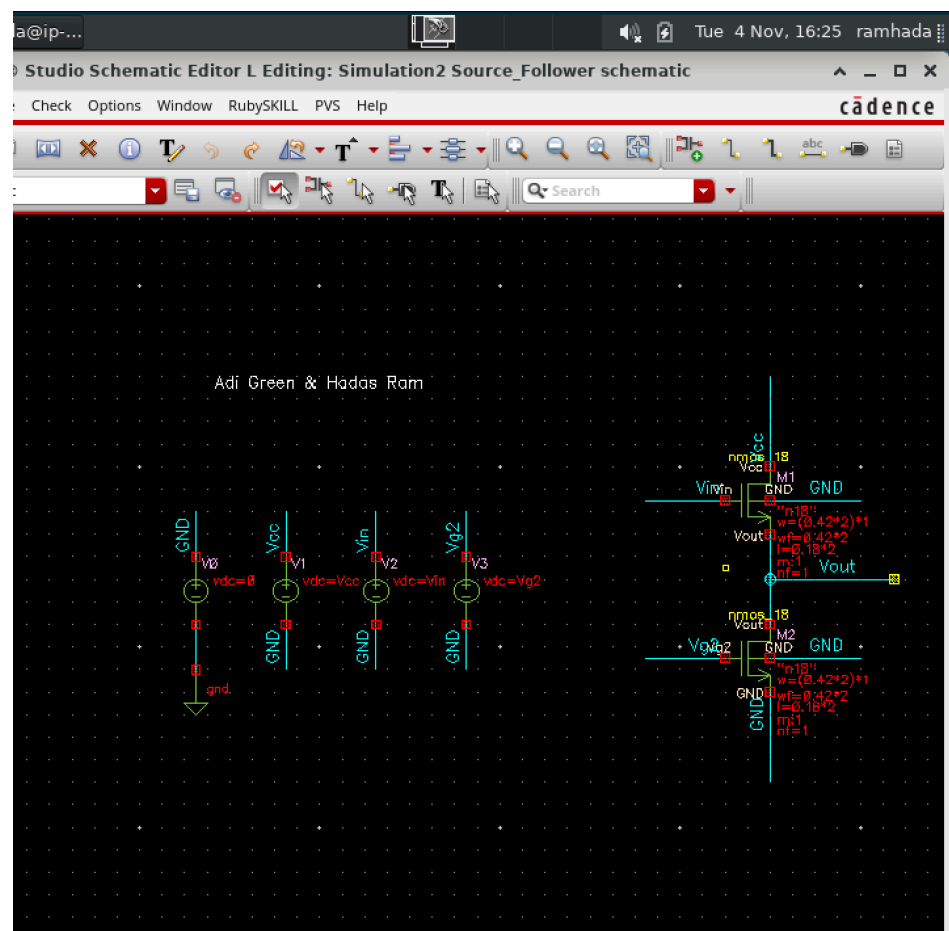 la@ip-...
Tue 4 Nov, 16:25 ramhada
Studio Schematic Editor L Editing: Simulation2 Source_Follower schematic
Check Options Window RubySKILL PVS Help
cādence
T
T
abc
T
Search
Adi Green & Hadas Ram
Vcc
nmos_18
Vcc
M1
Vin
Vin
GND
GND
"n18"
w=(0.42*2)*1
Vout
wf=0.42*2
l=0.18*2
m:1
nf=1
Vout
GND
Vcc
Vin
Vg2
V0
V1
V2
V3
vdc=0
vdc=Vcc
vdc=Vin
vdc=Vg2
GND
GND
GND
gnd
nmos_18
Vout
M2
Vg2
Vg2
GND
GND
"n18"
w=(0.42*2)*1
GND
wf=0.42*2
l=0.18*2
GND
m:1
nf=1